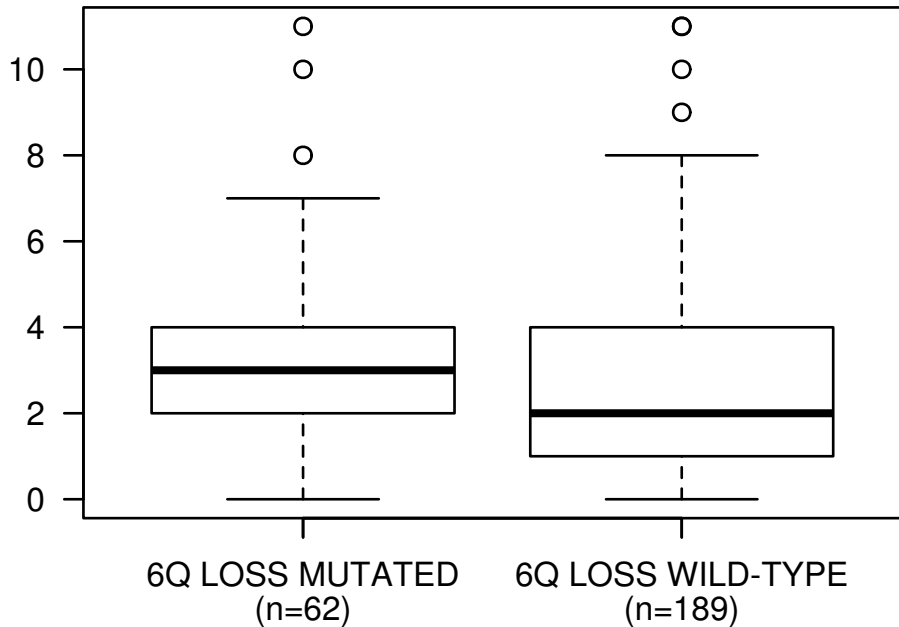 10
8
6
4
2
0
6Q LOSS MUTATED
(n=62)
6Q LOSS WILD-TYPE
(n=189)